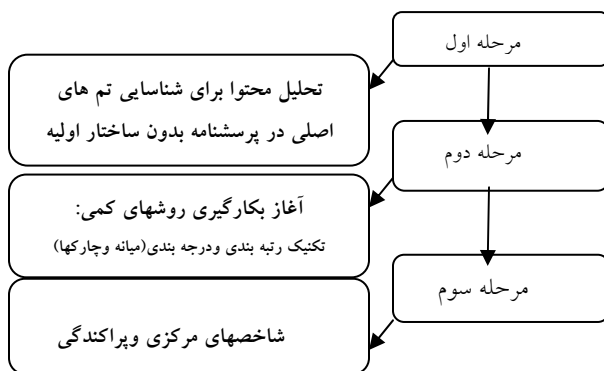 مرحله اول
تحلیل محتوا برای شناسایی تم های
اصلی در پرسشنامه بدون ساختار اولیه
مرحله دوم
آغاز بکارگیری روشهای کمی:
تکنیک رتبه بندی ودرجه بندی(میانه وچارکها)
مرحله سوم
شاخصهای مرکزی وپراکندگی